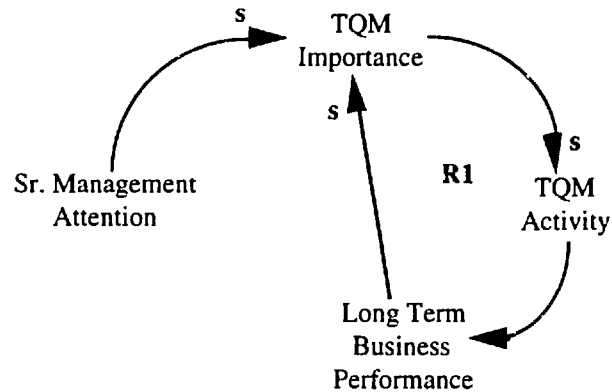 s
TQM
Importance
s
s
R1
Sr. Management
Attention
TQM
Activity
Long Term
Business
Performance